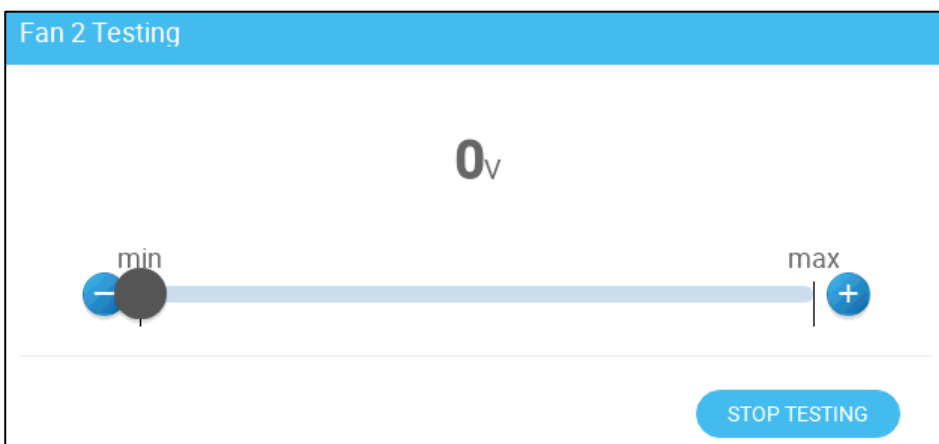 Fan 2 Testing
0V
min max
− +
STOP TESTING